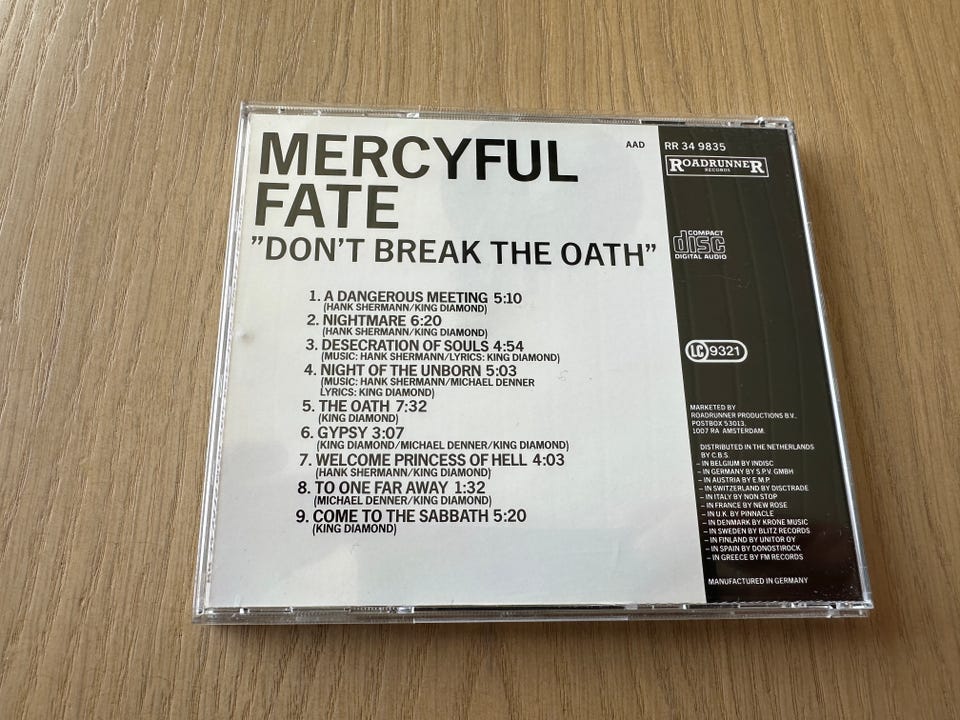 MERCYFUL
FATE
"DON'T BREAK THE OATH"
AAD
1. A DANGEROUS MEETING 5:10
(HANK SHERMANN/KING DIAMOND)
2. NIGHTMARE 6:20
(HANK SHERMANN/KING DIAMOND)
3. DESECRATION OF SOULS 4:54
(MUSIC: HANK SHERMANN/LYRICS: KING DIAMOND)
4. NIGHT OF THE UNBORN 5:03
(MUSIC: HANK SHERMANN/MICHAEL DENNER
LYRICS: KING DIAMOND)
5. THE OATH 7:32
(KING DIAMOND)
6. GYPSY 3:07
(KING DIAMOND/MICHAEL DENNER/KING DIAMOND)
7. WELCOME PRINCESS OF HELL 4:03
(HANK SHERMANN/KING DIAMOND)
8. TO ONE FAR AWAY 1:32
(MICHAEL DENNER/KING DIAMOND)
9. COME TO THE SABBATH 5:20
(KING DIAMOND)
RR 34 9835
ROADRUNNER
RECORDS
COMPACT
disc
DIGITAL AUDIO
LC 9321
MARKETED BY
ROADRUNNER PRODUCTIONS B.V.,
POSTBOX 53013,
1007 RA AMSTERDAM.
DISTRIBUTED IN THE NETHERLANDS
BY C.B.S.
– IN BELGIUM BY INDISC
– IN GERMANY BY S.P.V. GMBH
– IN AUSTRIA BY E.M.P.
– IN SWITZERLAND BY DISCTRADE
– IN ITALY BY NON STOP
– IN FRANCE BY NEW ROSE
– IN U.K. BY PINNACLE
– IN DENMARK BY KRONE MUSIC
– IN SWEDEN BY BLITZ RECORDS
– IN FINLAND BY UNITOR OY
– IN SPAIN BY DONOSTIROCK
– IN GREECE BY FM RECORDS
MANUFACTURED IN GERMANY